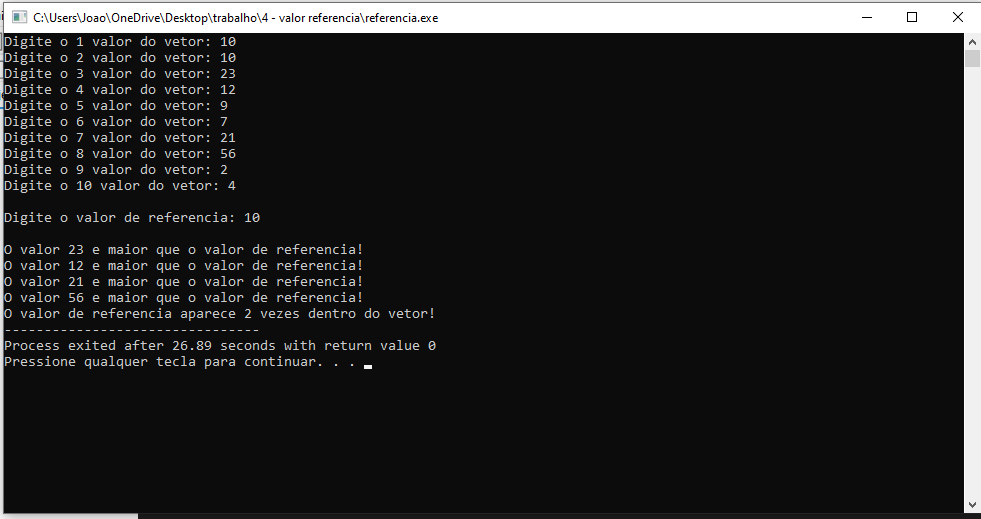 C:\Users\Joao\OneDrive\Desktop\trabalho\4 - valor referencia\referencia.exe
Digite o 1 valor do vetor: 10
Digite o 2 valor do vetor: 10
Digite o 3 valor do vetor: 23
Digite o 4 valor do vetor: 12
Digite o 5 valor do vetor: 9
Digite o 6 valor do vetor: 7
Digite o 7 valor do vetor: 21
Digite o 8 valor do vetor: 56
Digite o 9 valor do vetor: 2
Digite o 10 valor do vetor: 4
Digite o valor de referencia: 10
O valor 23 e maior que o valor de referencia!
O valor 12 e maior que o valor de referencia!
O valor 21 e maior que o valor de referencia!
O valor 56 e maior que o valor de referencia!
O valor de referencia aparece 2 vezes dentro do vetor!
--------------------------------
Process exited after 26.89 seconds with return value 0
Pressione qualquer tecla para continuar. . .